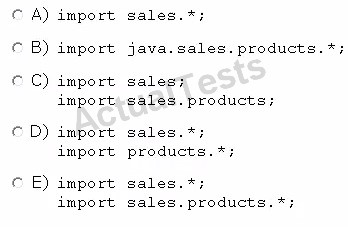 A) import sales.*;
B) import java.sales.products.*;
C) import sales;
import sales.products;
D) import sales.*;
import products.*;
E) import sales.*;
import sales.products.*;
ActualTests